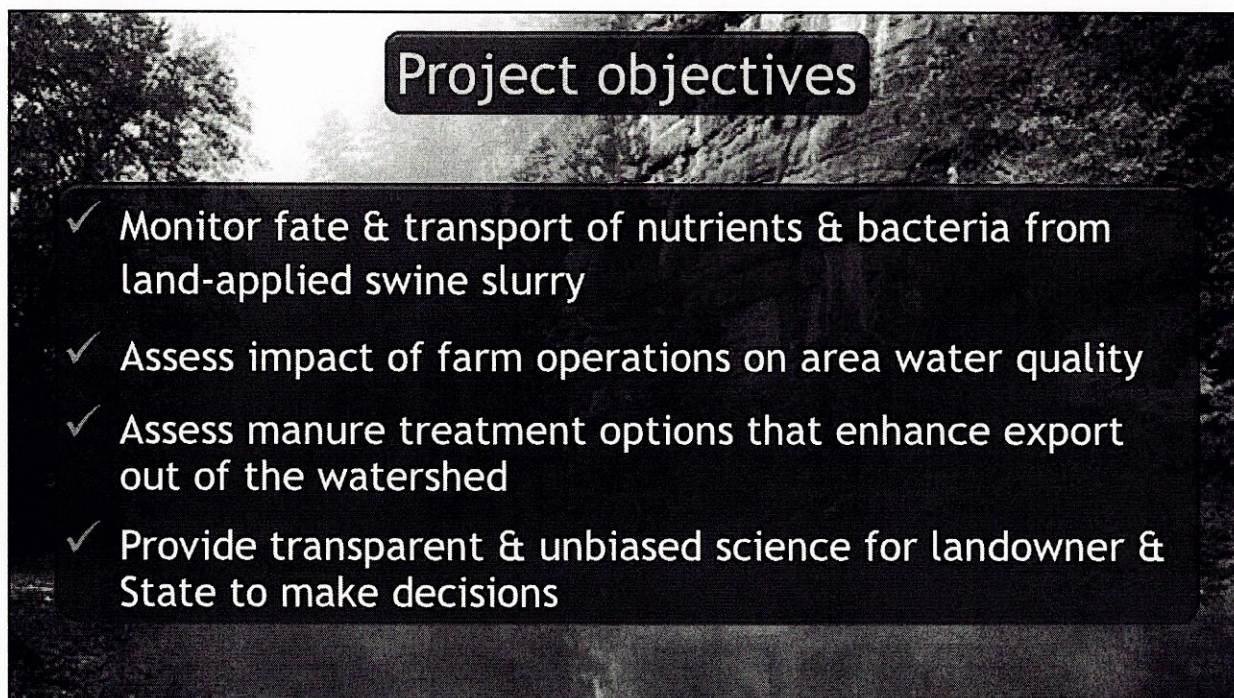 Project objectives
✓ Monitor fate & transport of nutrients & bacteria from
land-applied swine slurry
✓ Assess impact of farm operations on area water quality
✓ Assess manure treatment options that enhance export
out of the watershed
✓ Provide transparent & unbiased science for landowner &
State to make decisions